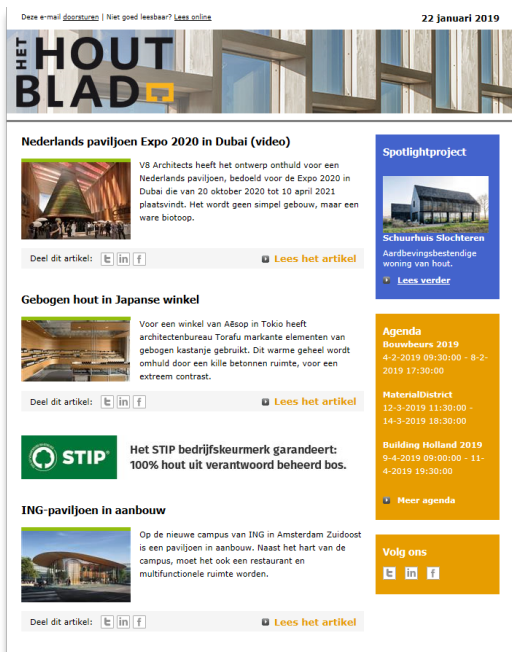 Deze e-mail doorsturen | Niet goed leesbaar? Lees online
22 januari 2019
HET HOUT
BLAD
Nederlands paviljoen Expo 2020 in Dubai (video)
V8 Architects heeft het ontwerp onthuld voor een
Nederlands paviljoen, bedoeld voor de Expo 2020 in
Dubai die van 20 oktober 2020 tot 10 april 2021
plaatsvindt. Het wordt geen simpel gebouw, maar een
ware biotoop.
Deel dit artikel:
Lees het artikel
Gebogen hout in Japanse winkel
Voor een winkel van Aēsop in Tokio heeft
architectenbureau Torafu markante elementen van
gebogen kastanje gebruikt. Dit warme geheel wordt
omhuld door een kille betonnen ruimte, voor een
extreem contrast.
Deel dit artikel:
Lees het artikel
STIP®
Het STIP bedrijfskeurmerk garandeert:
100% hout uit verantwoord beheerd bos.
ING-paviljoen in aanbouw
Op de nieuwe campus van ING in Amsterdam Zuidoost
is een paviljoen in aanbouw. Naast het hart van de
campus, moet het ook een restaurant en
multifunctionele ruimte worden.
Deel dit artikel:
Lees het artikel
Spotlightproject
Schuurhuis Slochteren
Aardbevingsbestendige
woning van hout.
Lees verder
Agenda
Bouwbeurs 2019
4-2-2019 09:30:00 - 8-2-
2019 17:30:00
MaterialDistrict
12-3-2019 11:30:00 -
14-3-2019 18:30:00
Building Holland 2019
9-4-2019 09:00:00 - 11-
4-2019 19:30:00
Meer agenda
Volg ons